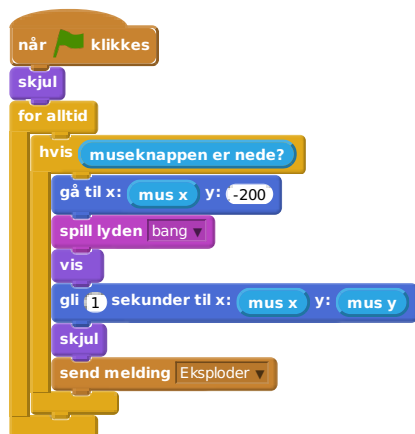 når klikkes
skjul
for alltid
hvis museknappen er nede?
gå til x: mus x y: -200
spill lyden bang
vis
gli 1 sekunder til x: mus x y: mus y
skjul
send melding Eksploder